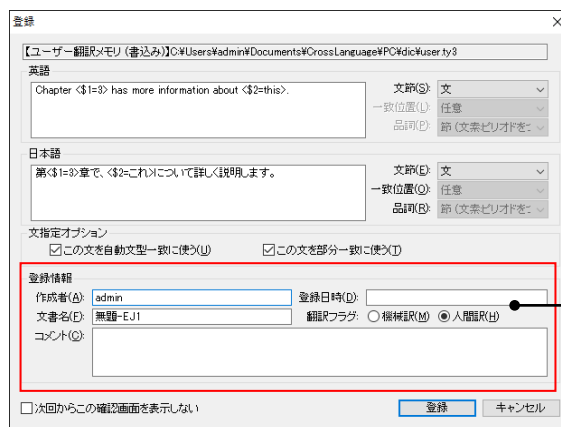 登録
【ユーザー翻訳メモリ(書込み)】C:¥Users¥admin¥Documents¥CrossLanguage¥PC¥dic¥user.ty3
英語
Chapter <$1=3> has more information about <$2=this>.
文節(S): 文
一致位置(L): 任意
品詞(P): 節(文末ピリオドをこ
日本語
第<$1=3>章で、<$2=これ>について詳しく説明します。
文節(E): 文
一致位置(O): 任意
品詞(R): 節(文末ピリオドをこ
文指定オプション
この文を自動文型一致に使う(U) この文を部分一致に使う(T)
登録情報
作成者(A): admin 登録日時(D):
文書名(F): 無題-EJ1 翻訳フラグ: 機械訳(M) 人間訳(H)
コメント(C):
次回からこの確認画面を表示しない 登録 キャンセル